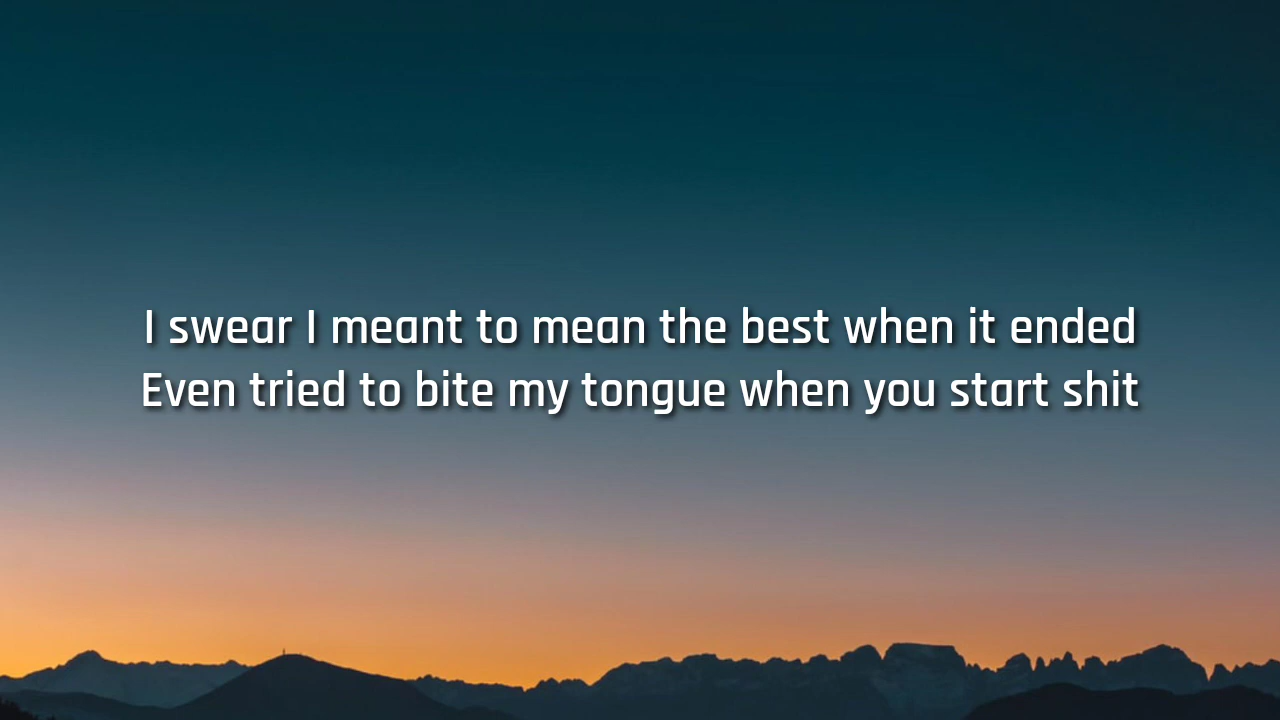 I swear I meant to mean the best when it ended
Even tried to bite my tongue when you start shit